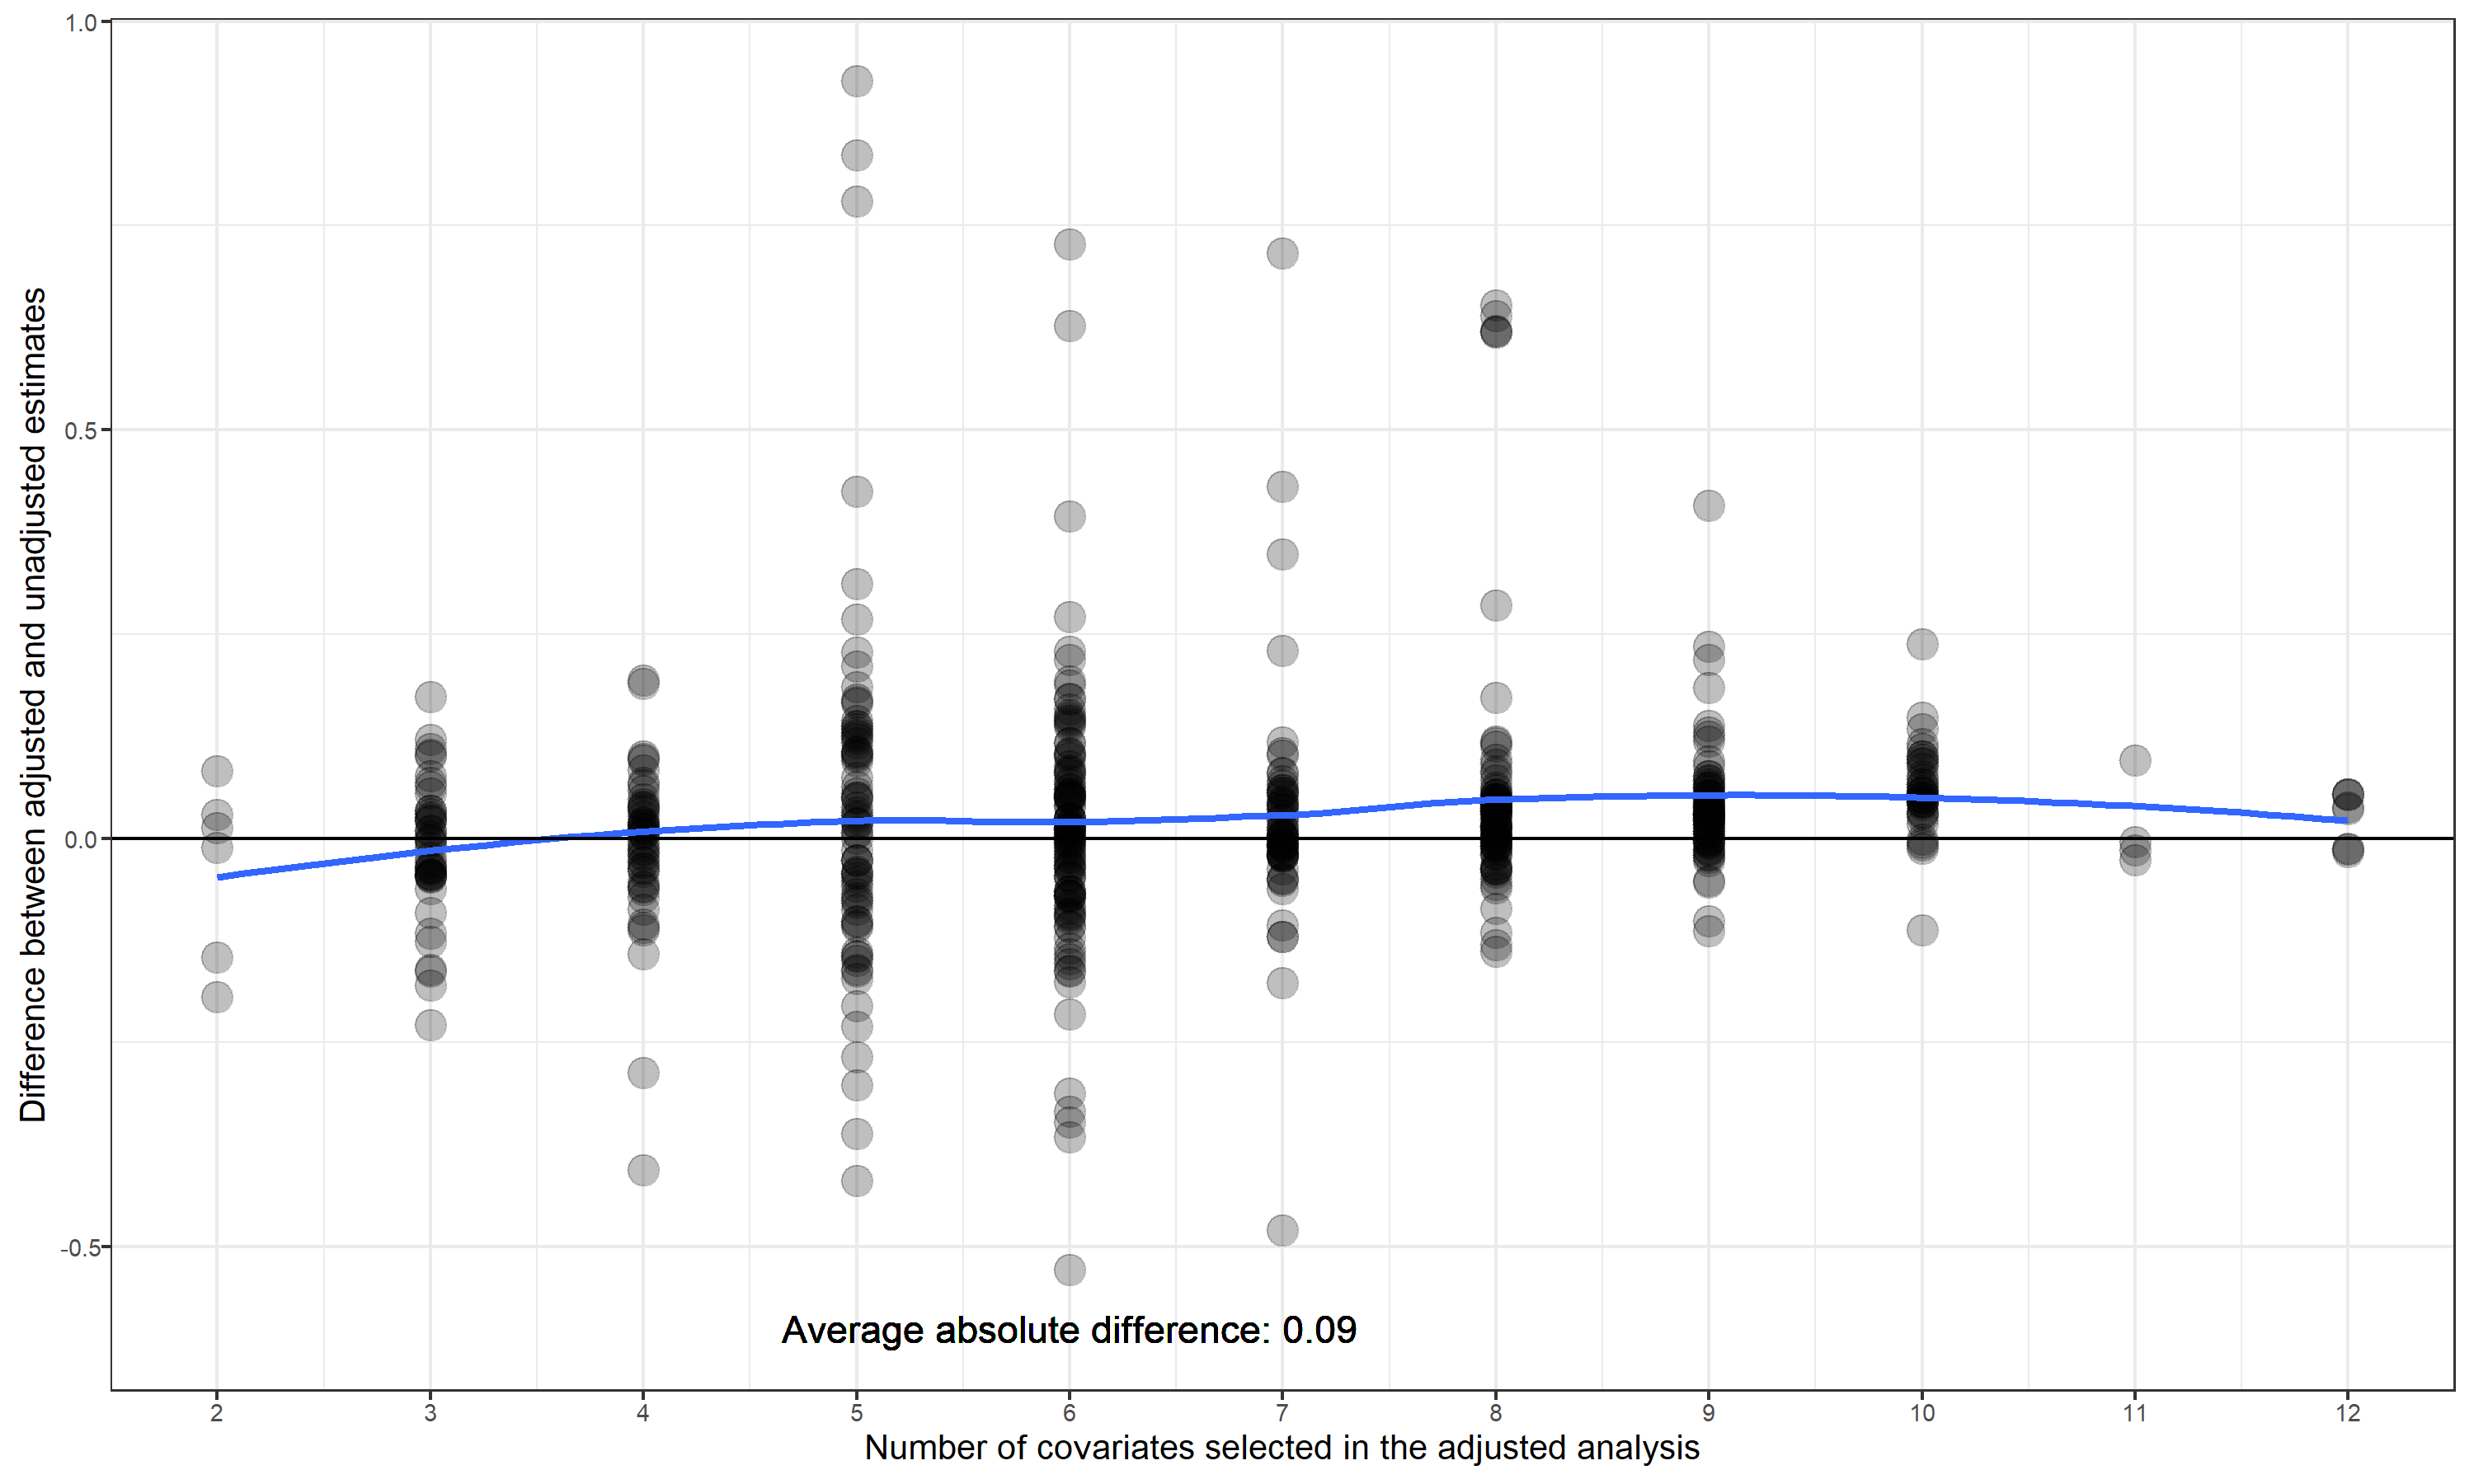 Difference between adjusted and unadjusted estimates
1.0
0.5
0.0
-0.5
Average absolute difference: 0.09
2 3 4 5 6 7 8 9 10 11 12
Number of covariates selected in the adjusted analysis